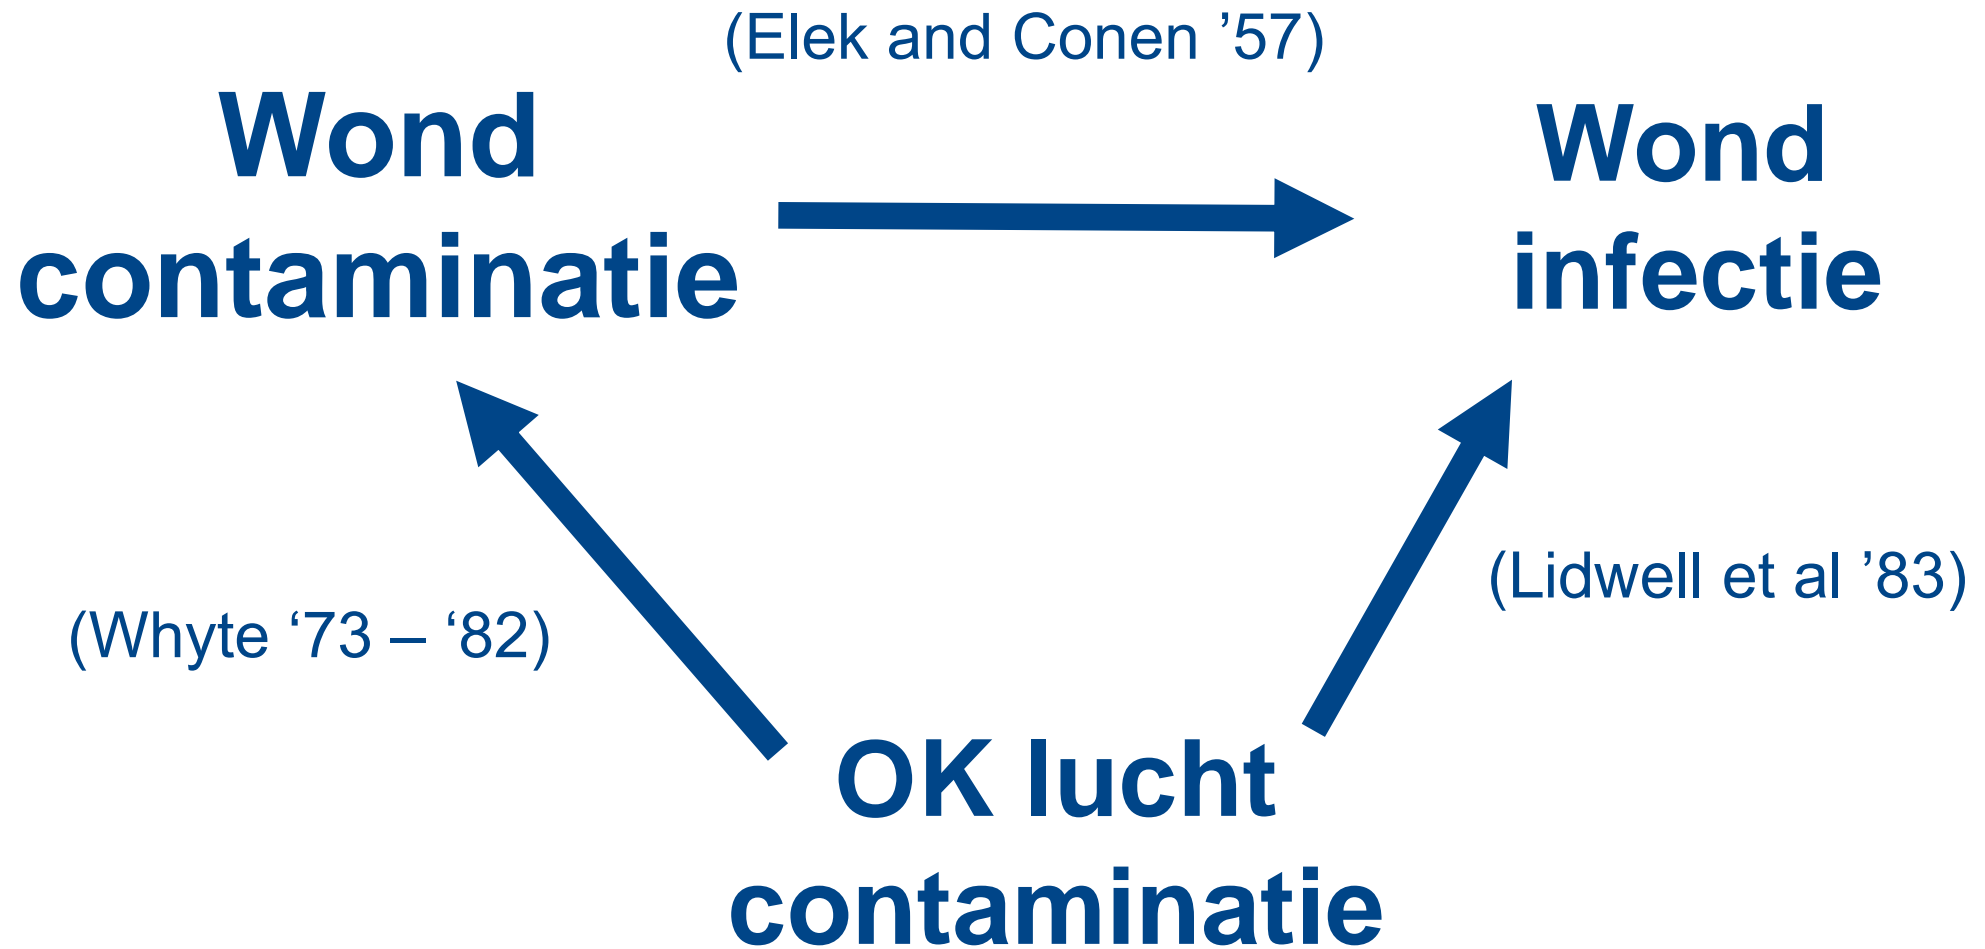 (Elek and Conen ’57)
Wond
contaminatie
Wond
infectie
(Whyte ‘73 – ‘82)
(Lidwell et al ’83)
OK lucht
contaminatie